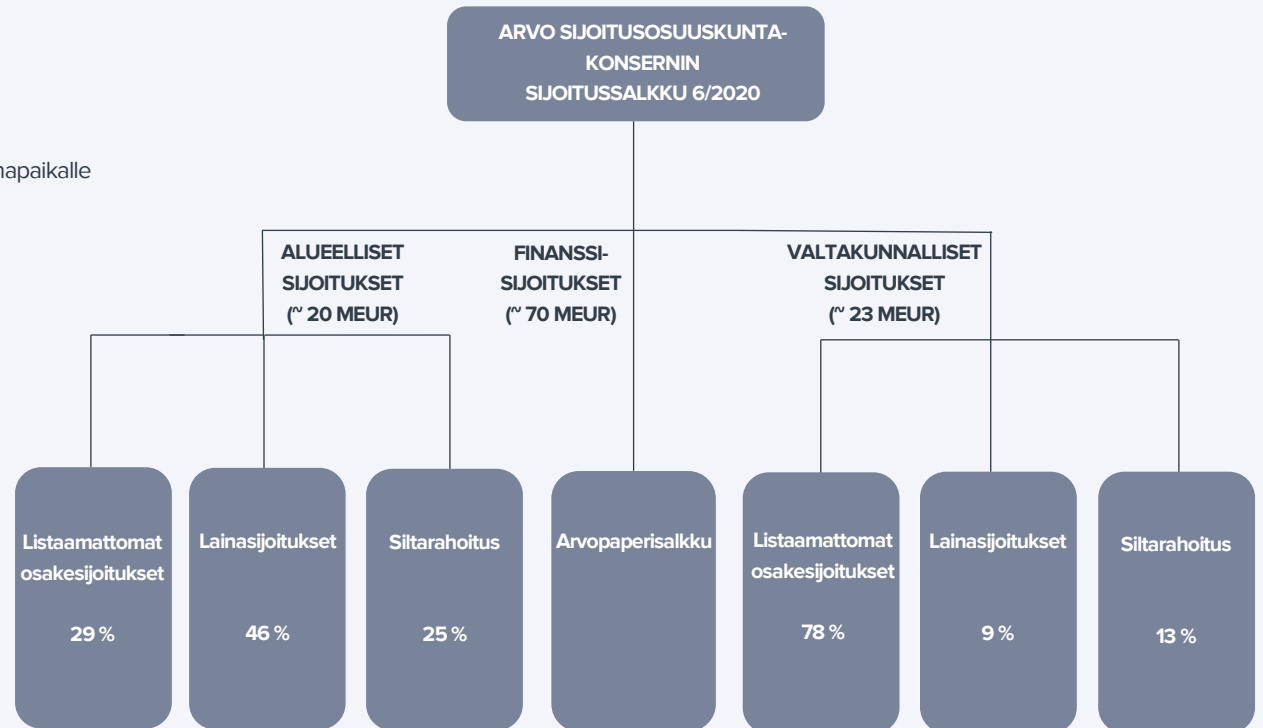 ARVO SIJOITUSOSUUSKUNTA-
KONSERNIN
SIJOITUSSALKKU 6/2020
napaikalle
ALUEELLISET
SIJOITUKSET
(~ 20 MEUR)
FINANSSI-
SIJOITUKSET
(~ 70 MEUR)
VALTAKUNNALLISET
SIJOITUKSET
(~ 23 MEUR)
Listaamattomat
osakesijoitukset
29 %
Lainasijoitukset
46 %
Siltarahoitus
25 %
Arvopaperisalkku
Listaamattomat
osakesijoitukset
78 %
Lainasijoitukset
9 %
Siltarahoitus
13 %